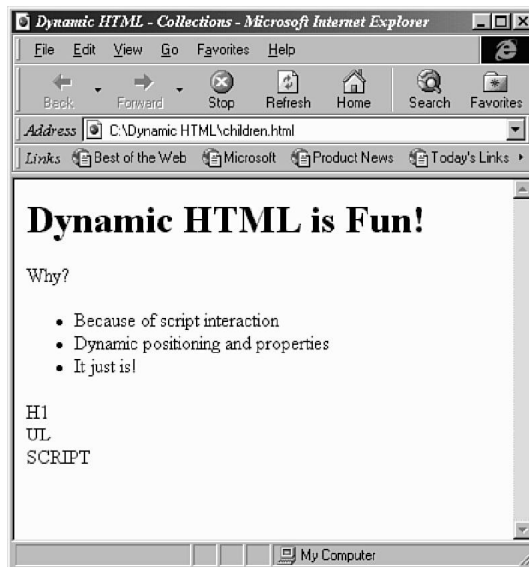 Dynamic HTML - Collections - Microsoft Internet Explorer
File Edit View Go Favorites Help
Back Forward Stop Refresh Home Search Favorites
Address C:\Dynamic HTML\children.html
Links Best of the Web Microsoft Product News Today's Links
Dynamic HTML is Fun!
Why?
• Because of script interaction
• Dynamic positioning and properties
• It just is!
H1
UL
SCRIPT
My Computer